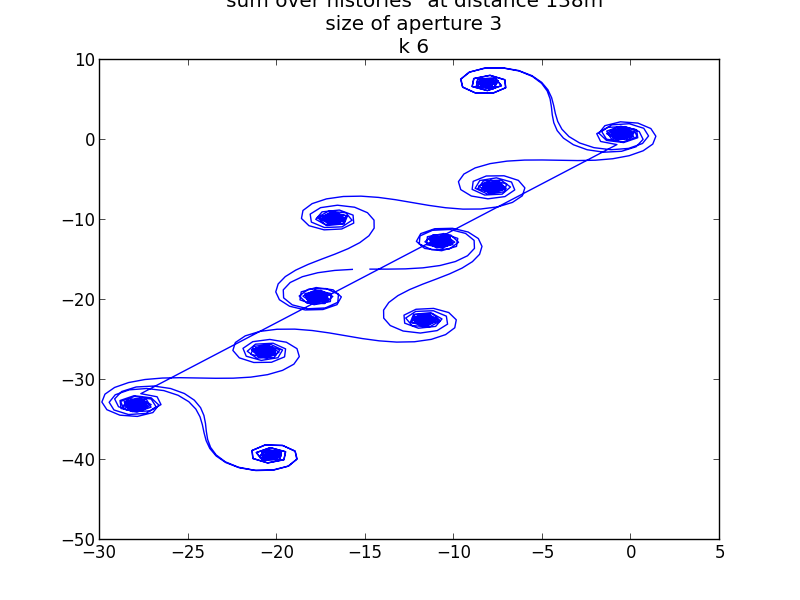 sum over histories" at distance 138m
size of aperture 3
k 6
10
0
−10
−20
−30
−40
−50
−30 −25 −20 −15 −10 −5 0 5